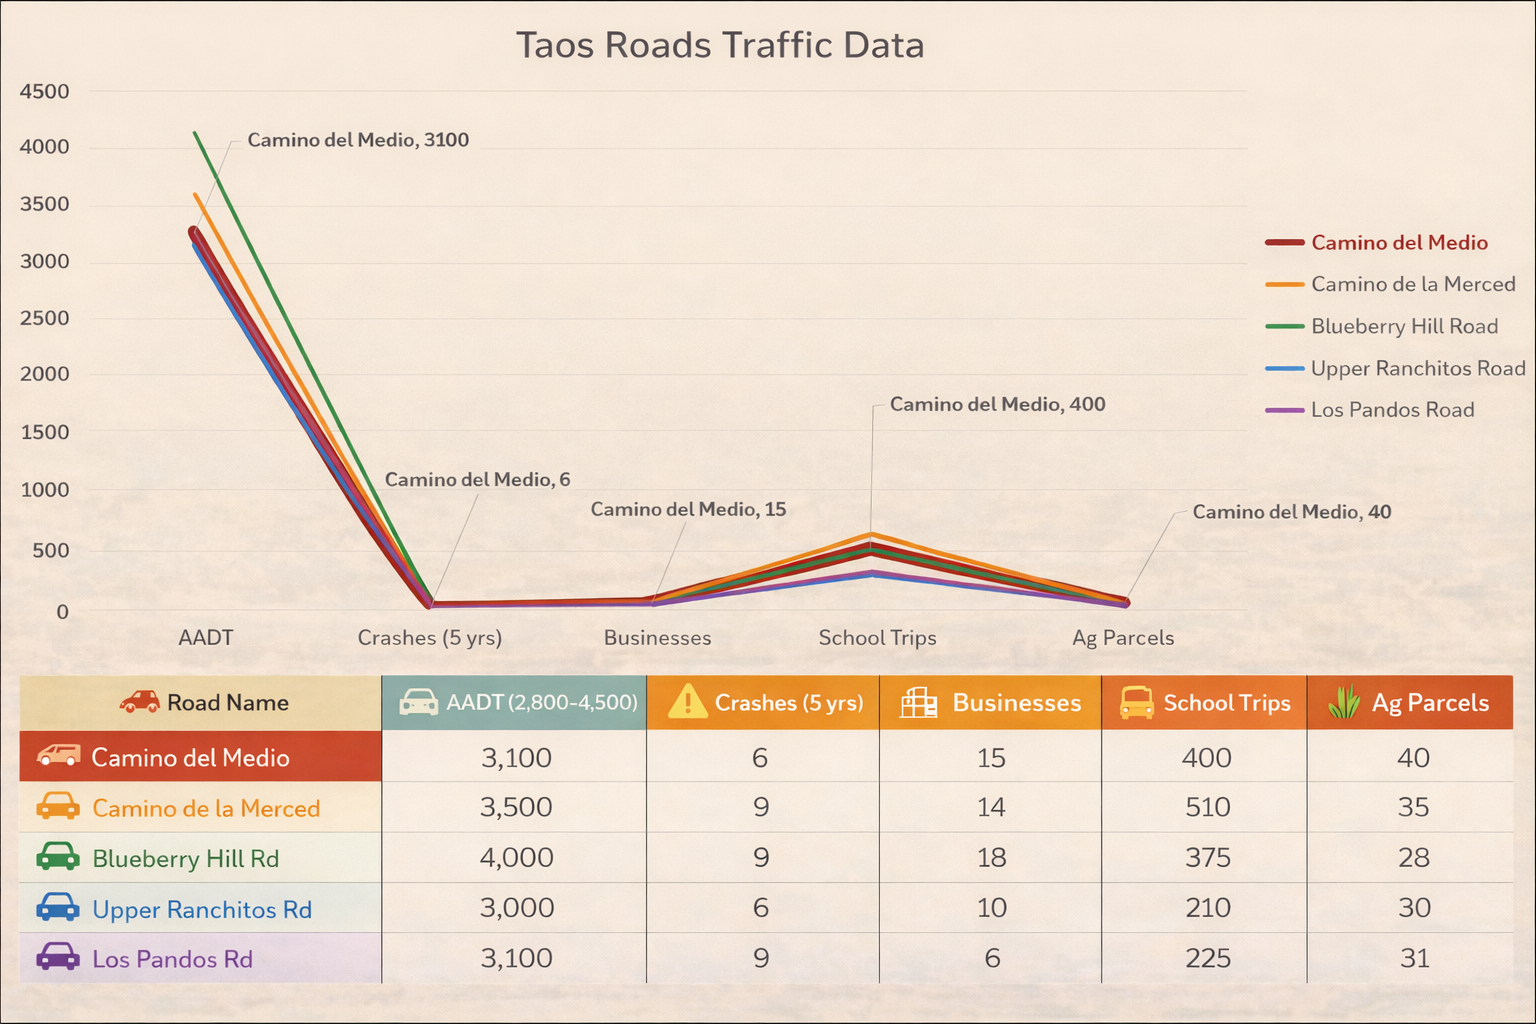 Taos Roads Traffic Data
4500
4000
3500
3000
2500
2000
1500
1000
500
0
Camino del Medio, 3100
Camino del Medio, 6
Camino del Medio, 15
Camino del Medio, 400
Camino del Medio, 40
Camino del Medio
Camino de la Merced
Blueberry Hill Road
Upper Ranchitos Road
Los Pandos Road
AADT Crashes (5 yrs) Businesses School Trips Ag Parcels
Road Name AADT (2,800-4,500) Crashes (5 yrs) Businesses School Trips Ag Parcels
Camino del Medio 3,100 6 15 400 40
Camino de la Merced 3,500 9 14 510 35
Blueberry Hill Rd 4,000 9 18 375 28
Upper Ranchitos Rd 3,000 6 10 210 30
Los Pandos Rd 3,100 9 6 225 31